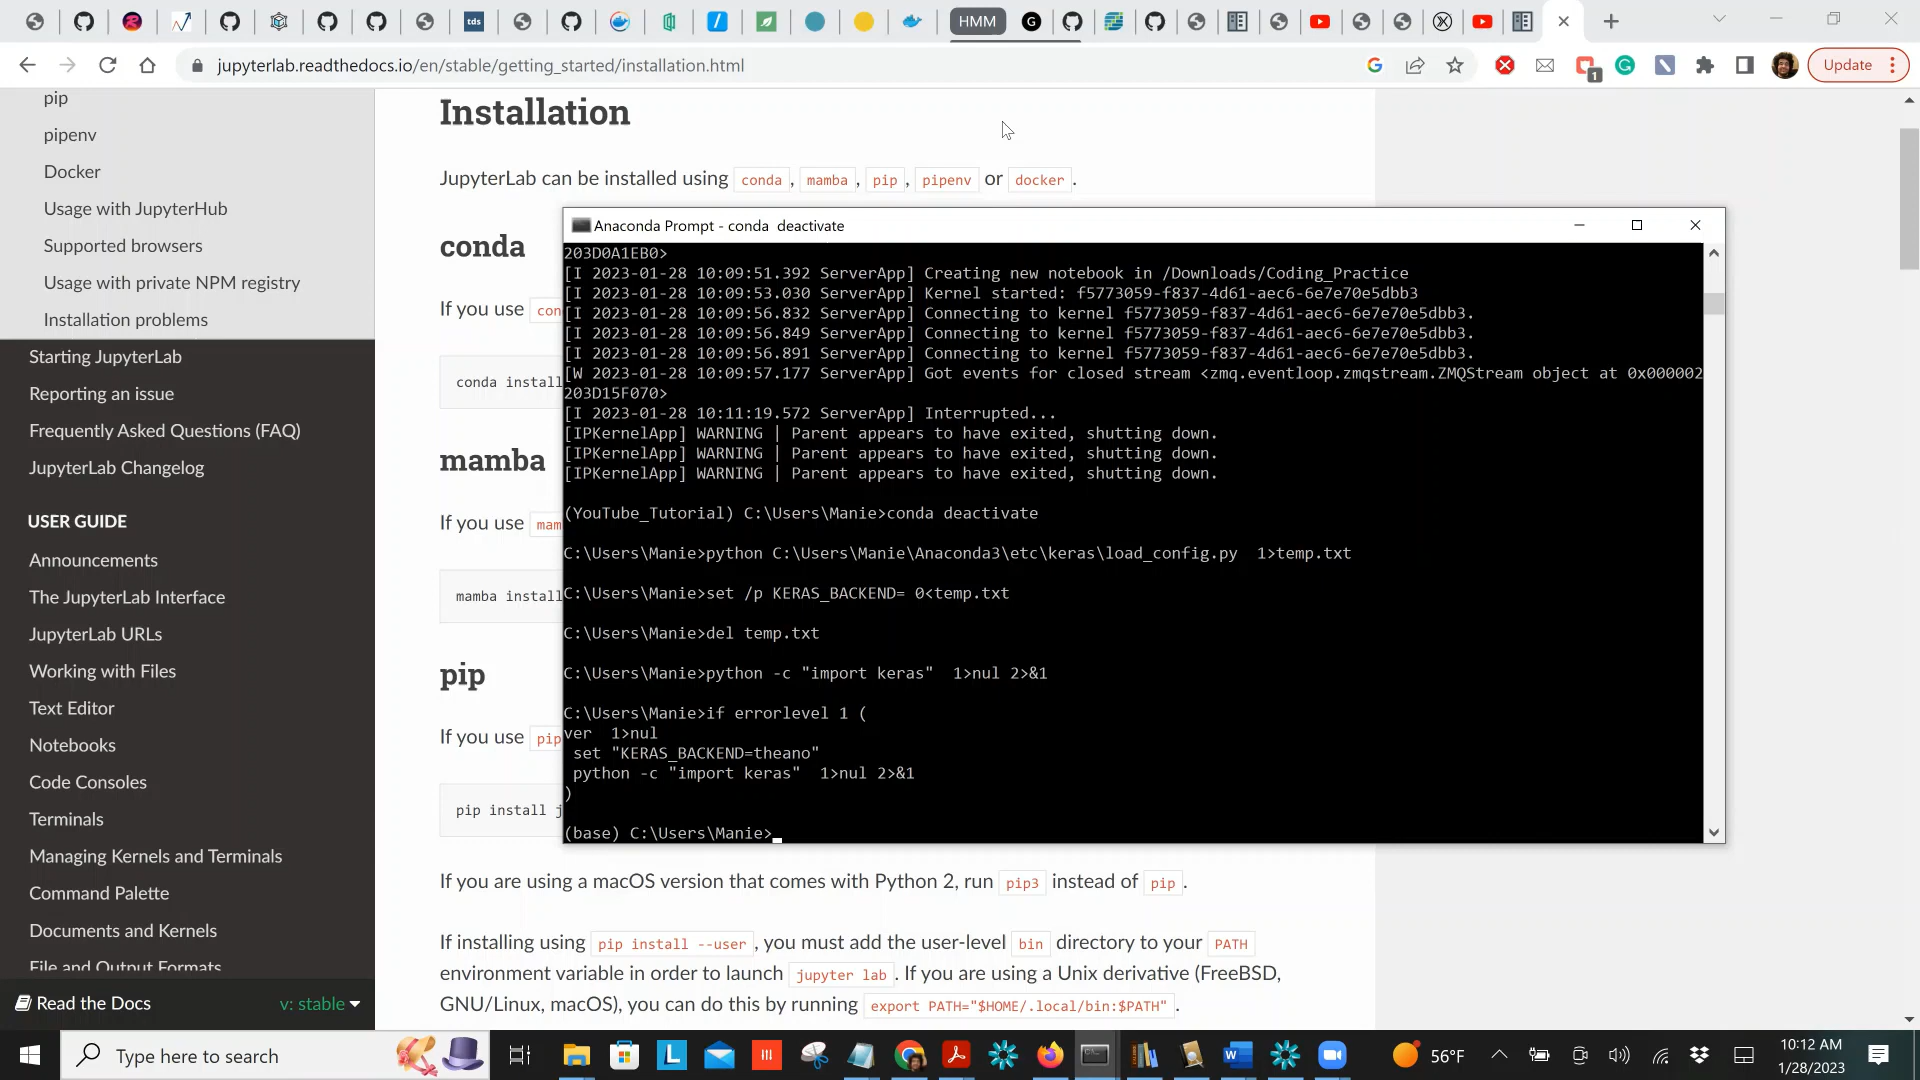 HMM
tds
G
jupyterlab.readthedocs.io/en/stable/getting_started/installation.html
1
Update
pip
pipenv
Docker
Usage with JupyterHub
Supported browsers
Usage with private NPM registry
Installation problems
Starting JupyterLab
Reporting an issue
Frequently Asked Questions (FAQ)
JupyterLab Changelog
USER GUIDE
Announcements
The JupyterLab Interface
JupyterLab URLs
Working with Files
Text Editor
Notebooks
Code Consoles
Terminals
Managing Kernels and Terminals
Command Palette
Documents and Kernels
File and Output Formats
Read the Docs
v: stable
Installation
JupyterLab can be installed using conda, mamba, pip, pipenv or docker.
conda
If you use con
conda install
mamba
If you use mam
mamba install
pip
If you use pip
pip install j
If you are using a macOS version that comes with Python 2, run pip3 instead of pip.
If installing using pip install --user, you must add the user-level bin directory to your PATH
environment variable in order to launch jupyter lab. If you are using a Unix derivative (FreeBSD,
GNU/Linux, macOS), you can do this by running export PATH="$HOME/.local/bin:$PATH".
Anaconda Prompt - conda  deactivate
203D0A1EB0>
[I 2023-01-28 10:09:51.392 ServerApp] Creating new notebook in /Downloads/Coding_Practice
[I 2023-01-28 10:09:53.030 ServerApp] Kernel started: f5773059-f837-4d61-aec6-6e7e70e5dbb3
[I 2023-01-28 10:09:56.832 ServerApp] Connecting to kernel f5773059-f837-4d61-aec6-6e7e70e5dbb3.
[I 2023-01-28 10:09:56.849 ServerApp] Connecting to kernel f5773059-f837-4d61-aec6-6e7e70e5dbb3.
[I 2023-01-28 10:09:56.891 ServerApp] Connecting to kernel f5773059-f837-4d61-aec6-6e7e70e5dbb3.
[W 2023-01-28 10:09:57.177 ServerApp] Got events for closed stream <zmq.eventloop.zmqstream.ZMQStream object at 0x000002
203D15F070>
[I 2023-01-28 10:11:19.572 ServerApp] Interrupted...
[IPKernelApp] WARNING | Parent appears to have exited, shutting down.
[IPKernelApp] WARNING | Parent appears to have exited, shutting down.
[IPKernelApp] WARNING | Parent appears to have exited, shutting down.
(YouTube_Tutorial) C:\Users\Manie>conda deactivate
C:\Users\Manie>python C:\Users\Manie\Anaconda3\etc\keras\load_config.py  1>temp.txt
C:\Users\Manie>set /p KERAS_BACKEND= 0<temp.txt
C:\Users\Manie>del temp.txt
C:\Users\Manie>python -c "import keras"  1>nul 2>&1
C:\Users\Manie>if errorlevel 1 (
ver  1>nul
set "KERAS_BACKEND=theano"
python -c "import keras"  1>nul 2>&1
)
(base) C:\Users\Manie>
Type here to search
56°F
10:12 AM
1/28/2023